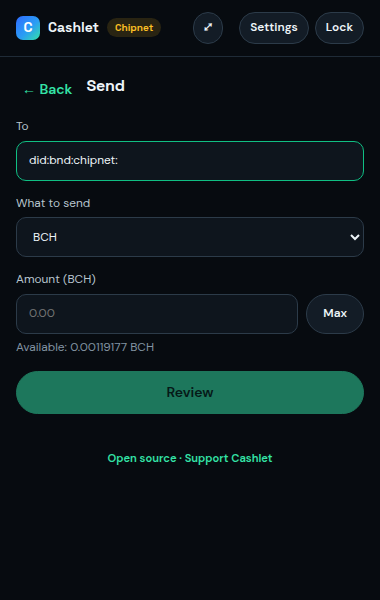 C Cashlet Chipnet Settings Lock
← Back Send
To
did:bnd:chipnet:
What to send
BCH
Amount (BCH)
0.00 Max
Available: 0.00119177 BCH
Review
Open source · Support Cashlet